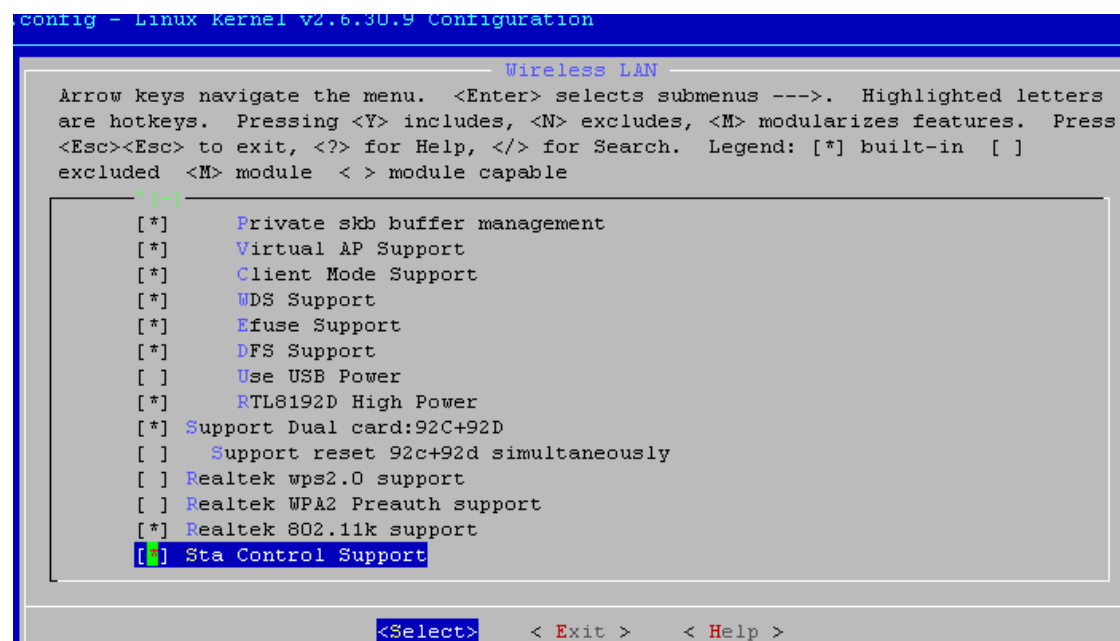 .config - Linux Kernel v2.6.30.9 Configuration
Wireless LAN
Arrow keys navigate the menu.  <Enter> selects submenus --->.  Highlighted letters
are hotkeys.  Pressing <Y> includes, <N> excludes, <M> modularizes features.  Press
<Esc><Esc> to exit, <?> for Help, </> for Search.  Legend: [*] built-in  [ ]
excluded  <M> module  < > module capable
^(-)
[*]     Private skb buffer management
[*]     Virtual AP Support
[*]     Client Mode Support
[*]     WDS Support
[*]     Efuse Support
[*]     DFS Support
[ ]     Use USB Power
[*]     RTL8192D High Power
[*] Support Dual card:92C+92D
[ ]   Support reset 92c+92d simultaneously
[ ] Realtek wps2.0 support
[ ] Realtek WPA2 Preauth support
[*] Realtek 802.11k support
[*] Sta Control Support
<Select>    < Exit >    < Help >